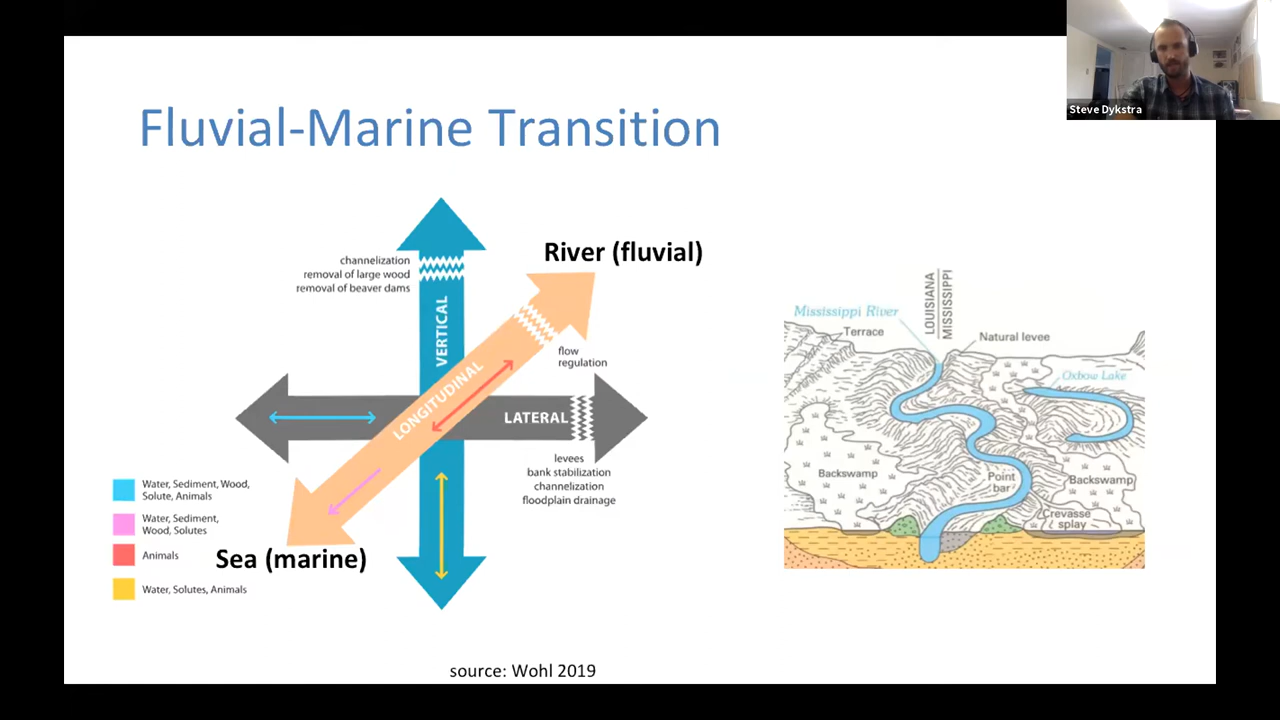 Steve Dykstra
Fluvial-Marine Transition
River (fluvial)
channelization
removal of large wood
removal of beaver dams
VERTICAL
LONGITUDINAL
flow
regulation
LATERAL
levees
bank stabilization
channelization
floodplain drainage
Water, Sediment, Wood,
Solute, Animals
Water, Sediment,
Wood, Solutes
Animals
Water, Solutes, Animals
Sea (marine)
LOUISIANA
MISSISSIPPI
Mississippi River
Terrace
Natural levee
Oxbow Lake
Backswamp
Point
bar
Backswamp
Crevasse
splay
source: Wohl 2019